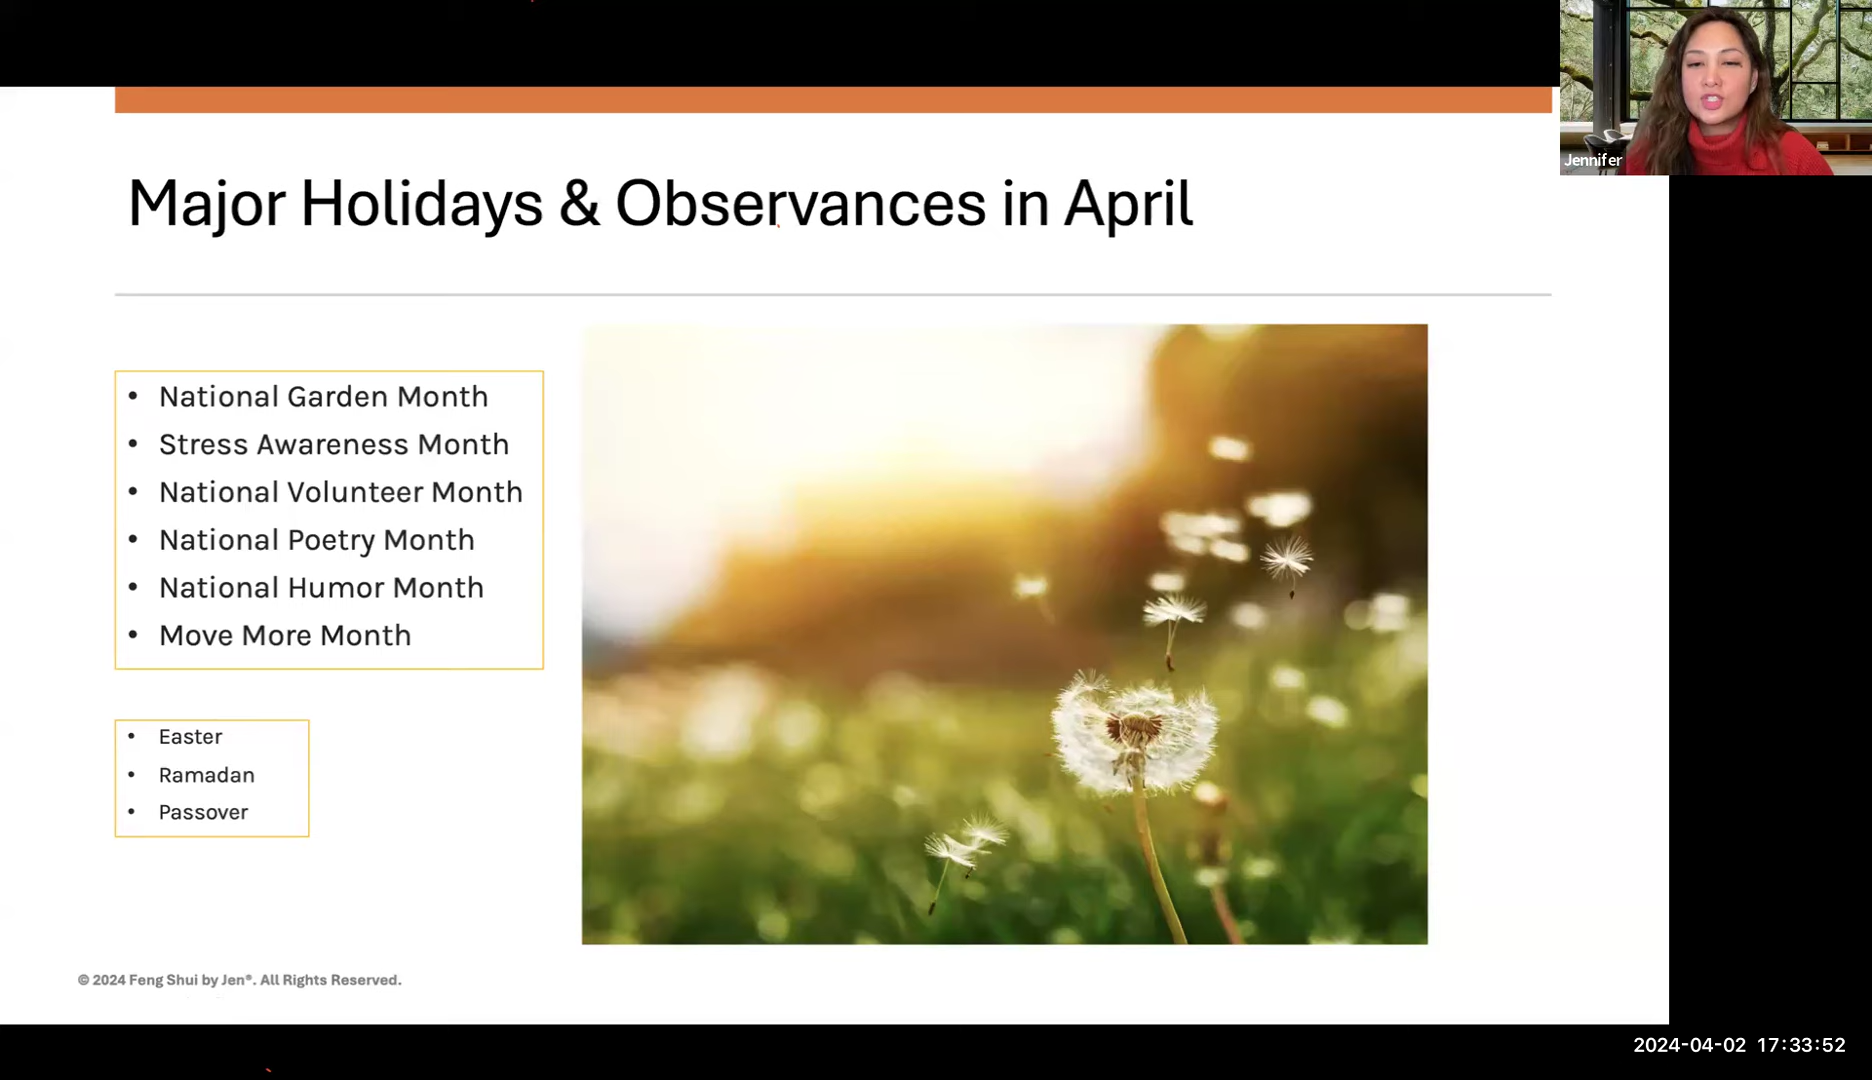 Jennifer
Major Holidays & Observances in April
• National Garden Month
• Stress Awareness Month
• National Volunteer Month
• National Poetry Month
• National Humor Month
• Move More Month
• Easter
• Ramadan
• Passover
© 2024 Feng Shui by Jen®. All Rights Reserved.
2024-04-02 17:33:52